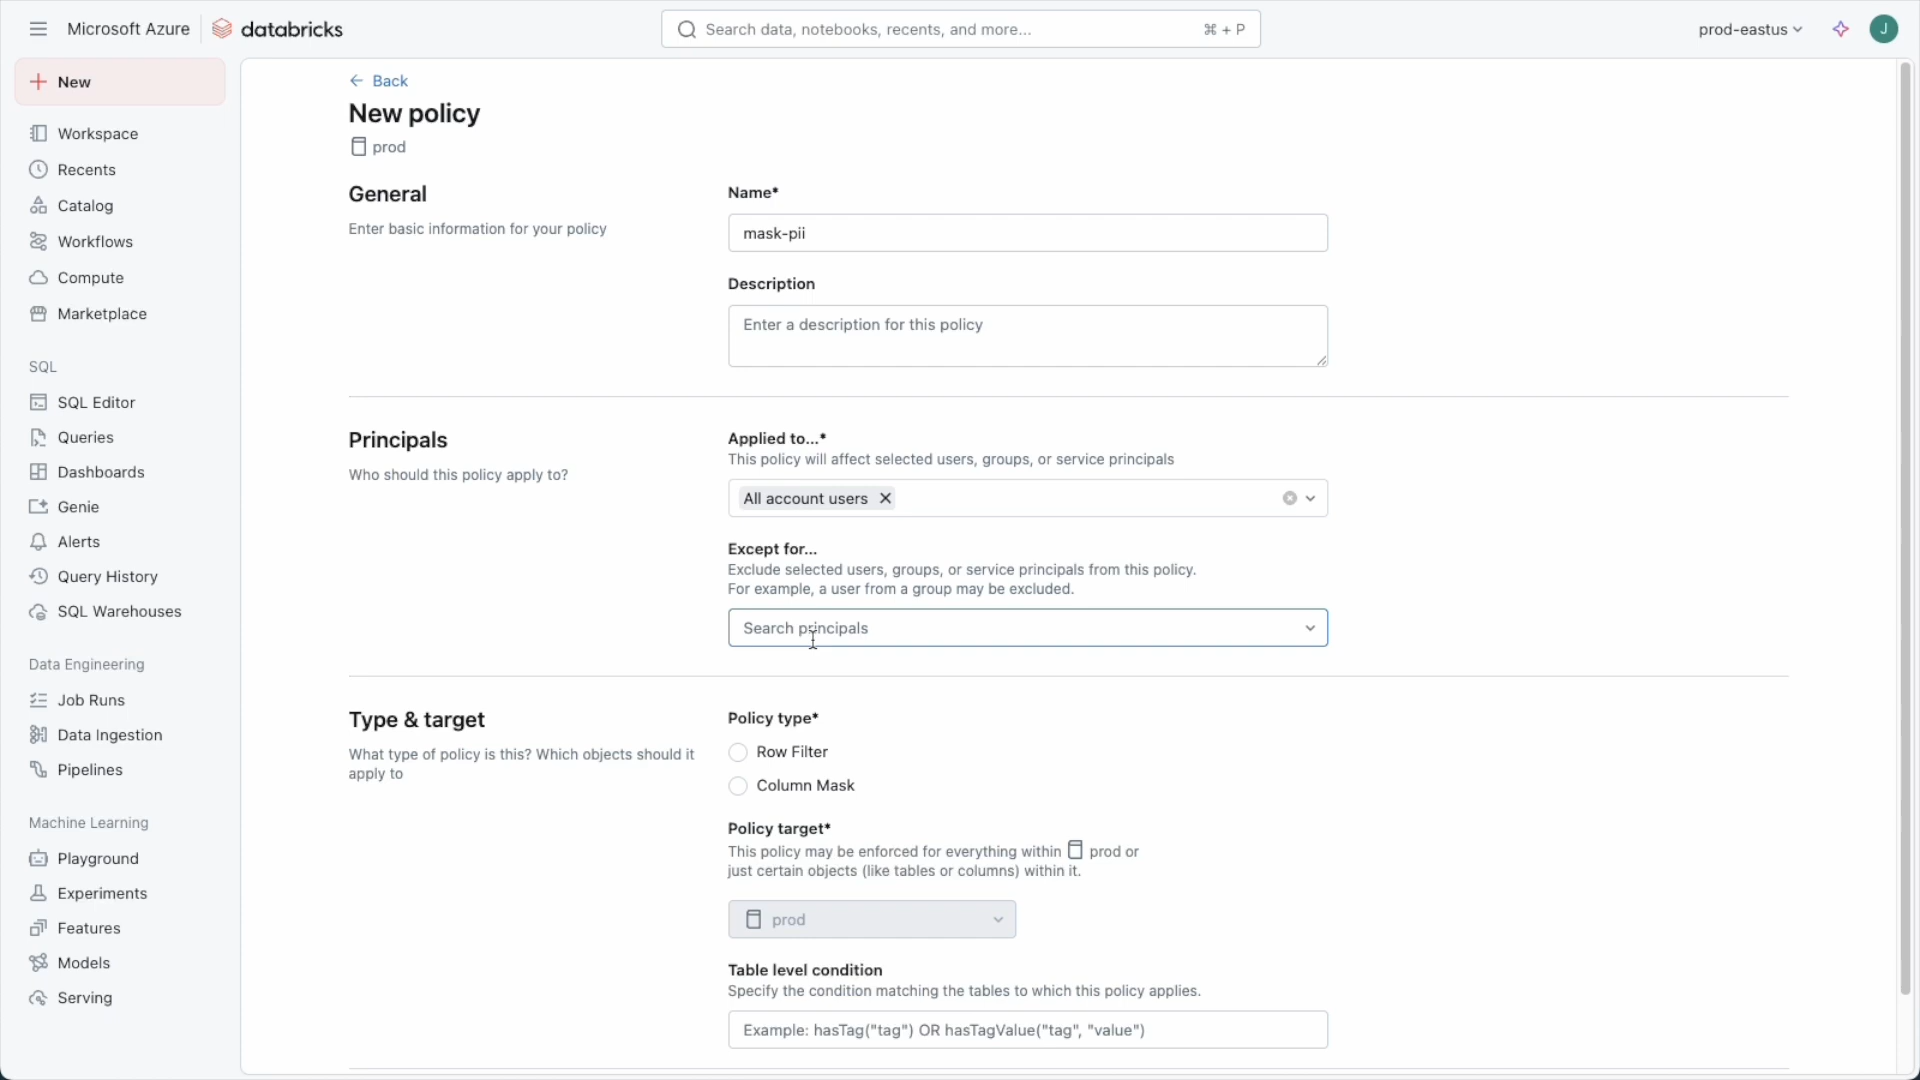 Microsoft Azure
databricks
Search data, notebooks, recents, and more...
⌘ + P
prod-eastus
J
New
Workspace
Recents
Catalog
Workflows
Compute
Marketplace
SQL
SQL Editor
Queries
Dashboards
Genie
Alerts
Query History
SQL Warehouses
Data Engineering
Job Runs
Data Ingestion
Pipelines
Machine Learning
Playground
Experiments
Features
Models
Serving
Back
New policy
prod
General
Enter basic information for your policy
Name*
mask-pii
Description
Enter a description for this policy
Principals
Who should this policy apply to?
Applied to...*
This policy will affect selected users, groups, or service principals
All account users
Except for...
Exclude selected users, groups, or service principals from this policy.
For example, a user from a group may be excluded.
Search principals
Type & target
What type of policy is this? Which objects should it
apply to
Policy type*
Row Filter
Column Mask
Policy target*
This policy may be enforced for everything within prod or
just certain objects (like tables or columns) within it.
prod
Table level condition
Specify the condition matching the tables to which this policy applies.
Example: hasTag("tag") OR hasTagValue("tag", "value")